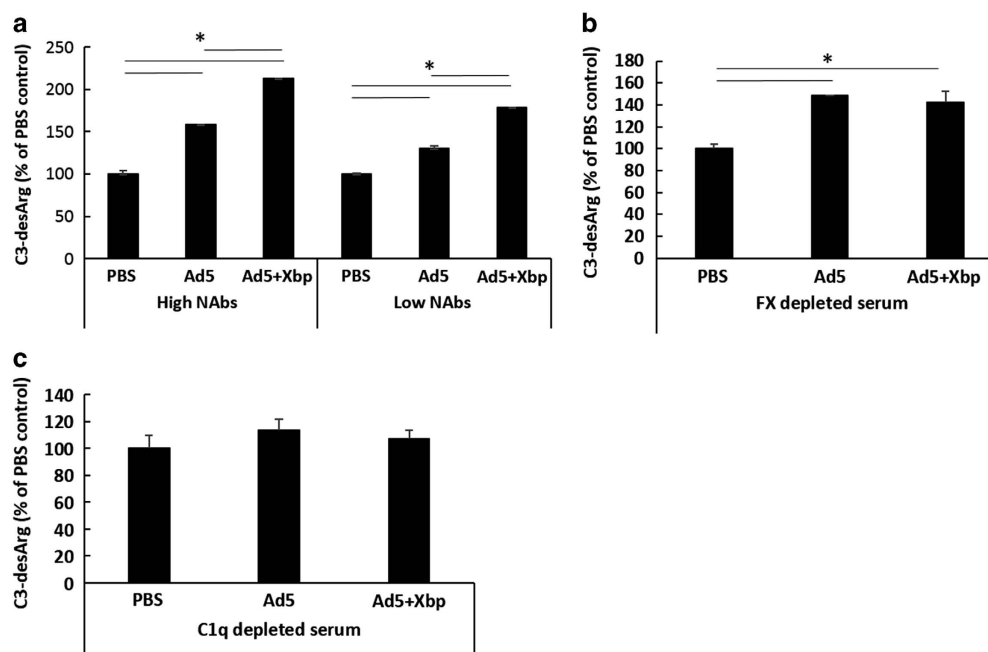 a
C3-desArg (% of PBS control)
250
200
150
100
50
0
*
*
PBS Ad5 Ad5+Xbp PBS Ad5 Ad5+Xbp
High NAbs Low NAbs
b
C3-desArg (% of PBS control)
180
160
140
120
100
80
60
40
20
0
*
PBS Ad5 Ad5+Xbp
FX depleted serum
c
C3-desArg (% of PBS control)
140
120
100
80
60
40
20
0
PBS Ad5 Ad5+Xbp
C1q depleted serum